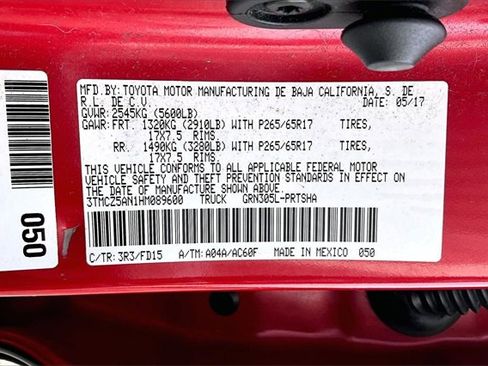 MFD.BY:TOYOTA MOTOR MANUFACTURING DE BAJA CALIFORNIA, S. DE
R.L. DE C.V. DATE: 05/17
GVWR: 2545KG (5600LB)
GAWR: FRT. 1320KG (2910LB) WITH P265/65R17 TIRES,
17X7.5 RIMS.
RR. 1490KG (3280LB) WITH P265/65R17 TIRES,
17X7.5 RIMS.
THIS VEHICLE CONFORMS TO ALL APPLICABLE FEDERAL MOTOR
VEHICLE SAFETY AND THEFT PREVENTION STANDARDS IN EFFECT ON
THE DATE OF MANUFACTURE SHOWN ABOVE.
3TMCZ5AN1HM089600 TRUCK GRN305L-PRTSHA
C/TR: 3R3/FD15 A/TM: A04A/AC60F MADE IN MEXICO 050
050